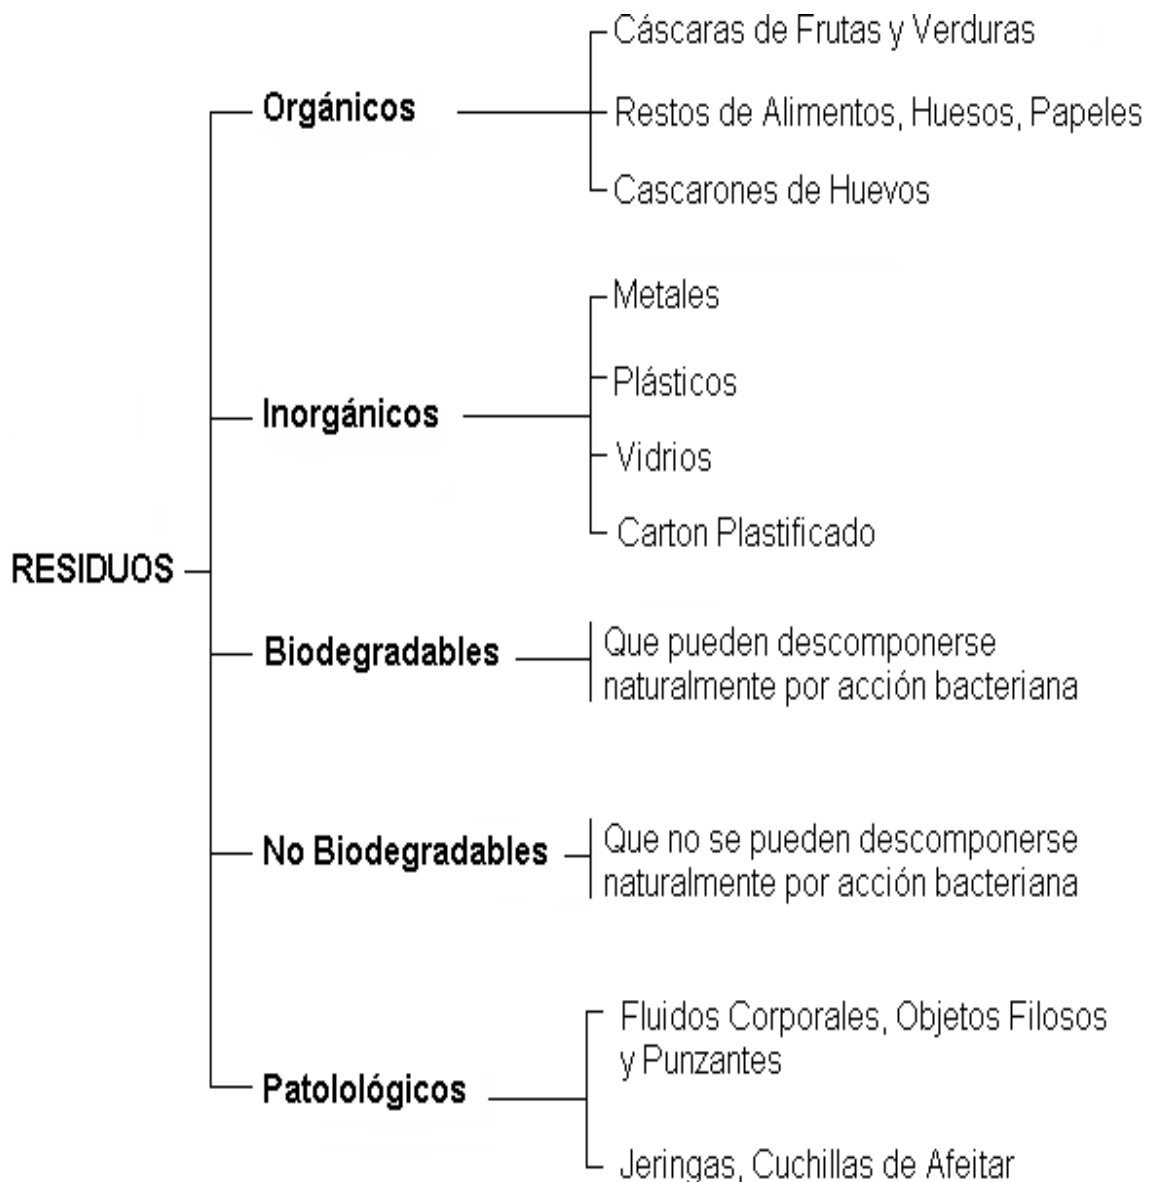 Cáscaras de Frutas y Verduras
Orgánicos
Restos de Alimentos, Huesos, Papeles
Cascarones de Huevos
Metales
Plásticos
Inorgánicos
Vidrios
Carton Plastificado
RESIDUOS
Biodegradables
Que pueden descomponerse
naturalmente por acción bacteriana
No Biodegradables
Que no se pueden descomponerse
naturalmente por acción bacteriana
Patolológicos
Fluidos Corporales, Objetos Filosos
y Punzantes
Jeringas, Cuchillas de Afeitar